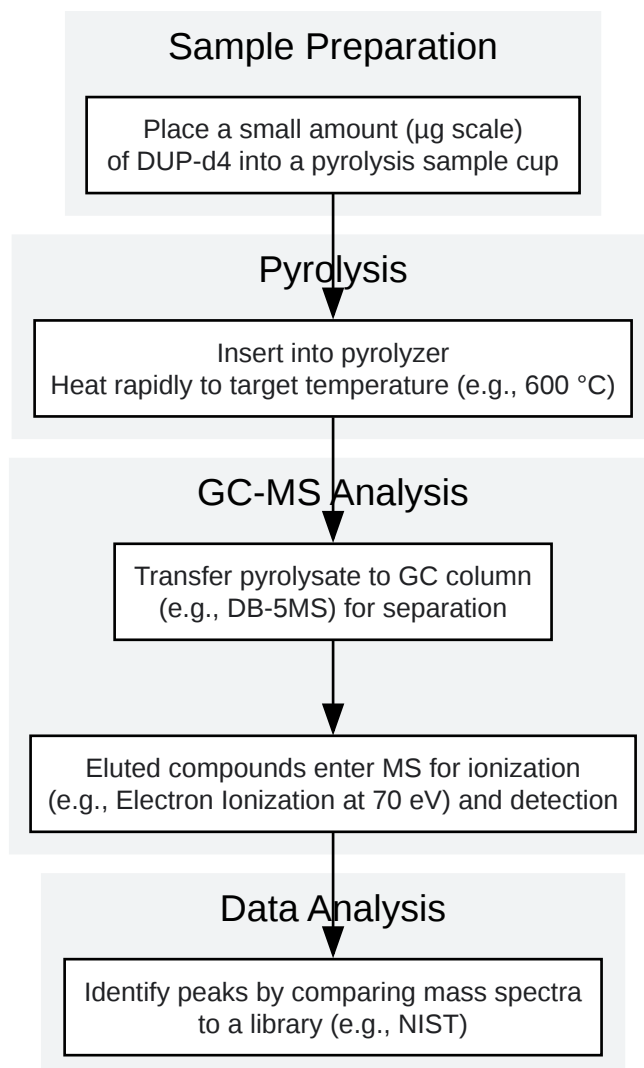 Sample Preparation
Place a small amount (µg scale)
of DUP-d4 into a pyrolysis sample cup
Pyrolysis
Insert into pyrolyzer
Heat rapidly to target temperature (e.g., 600 °C)
GC-MS Analysis
Transfer pyrolysate to GC column
(e.g., DB-5MS) for separation
Eluted compounds enter MS for ionization
(e.g., Electron Ionization at 70 eV) and detection
Data Analysis
Identify peaks by comparing mass spectra
to a library (e.g., NIST)